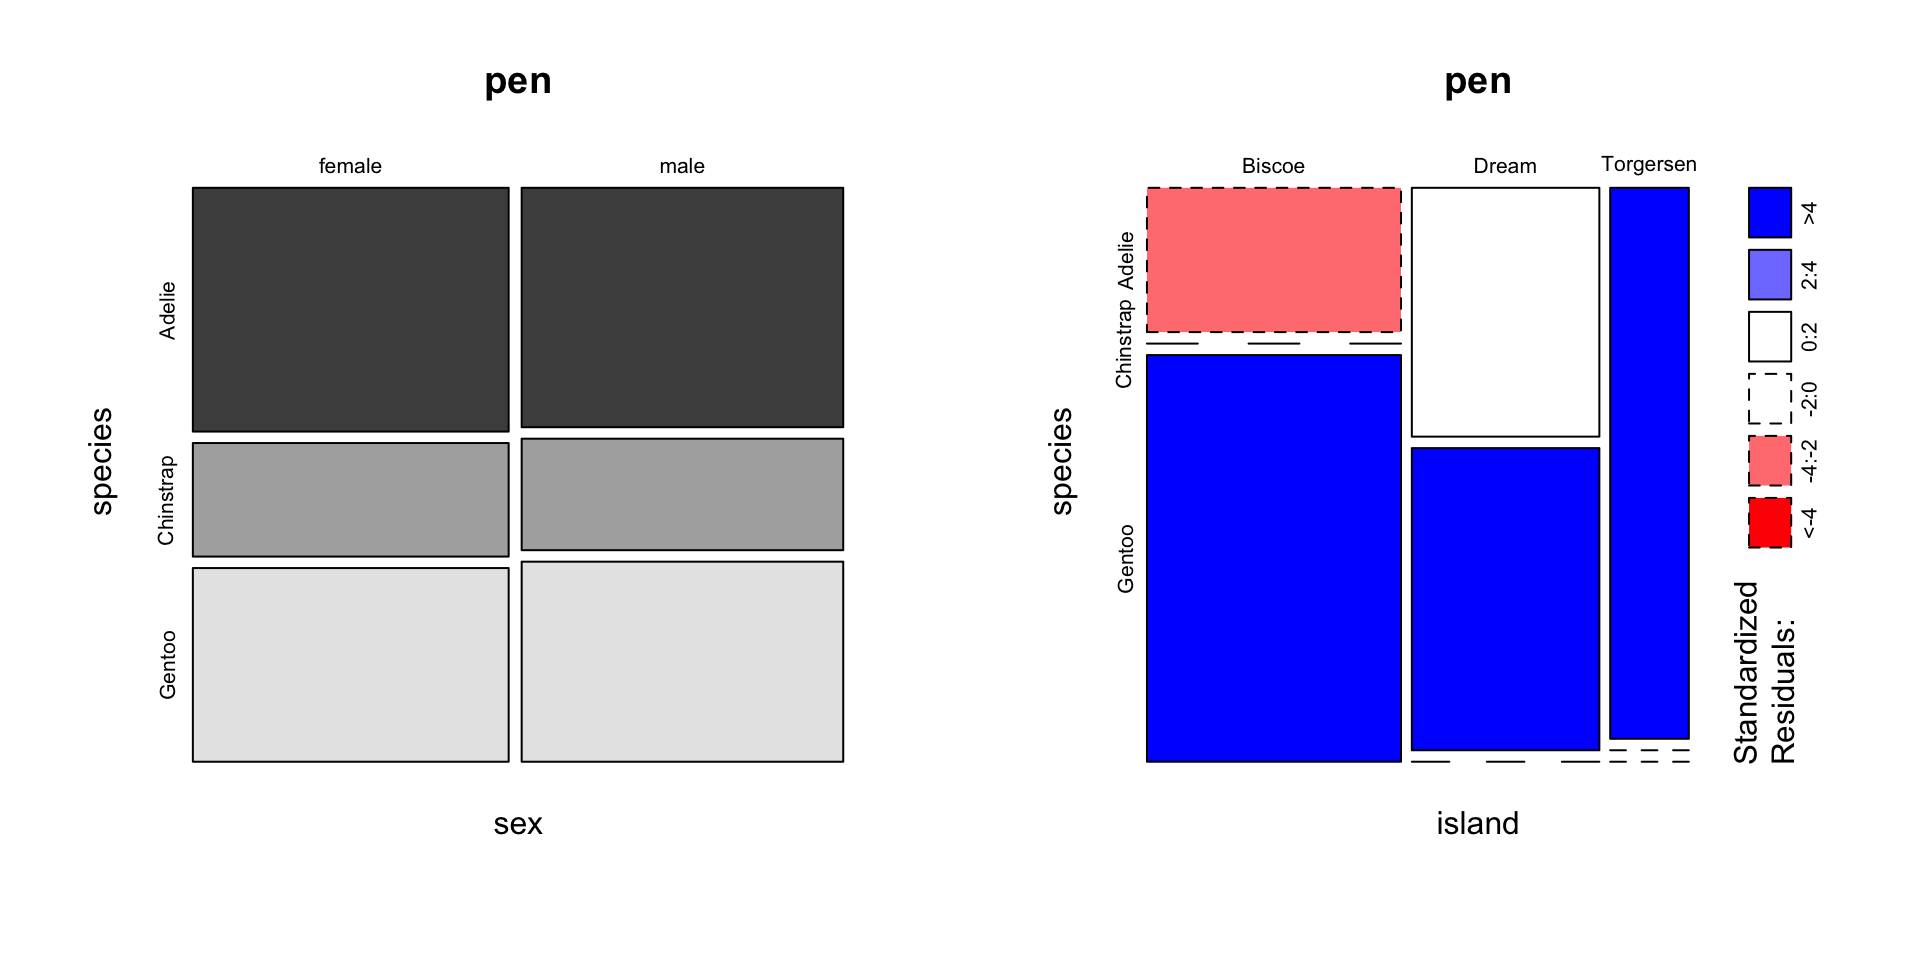 pen
female male
Adelie
Chinstrap
Gentoo
species
sex
pen
Biscoe Dream Torgersen
Adelie
Chinstrap
Gentoo
species
island
>4
2:4
0:2
-2:0
-4:-2
<-4
Standardized
Residuals: